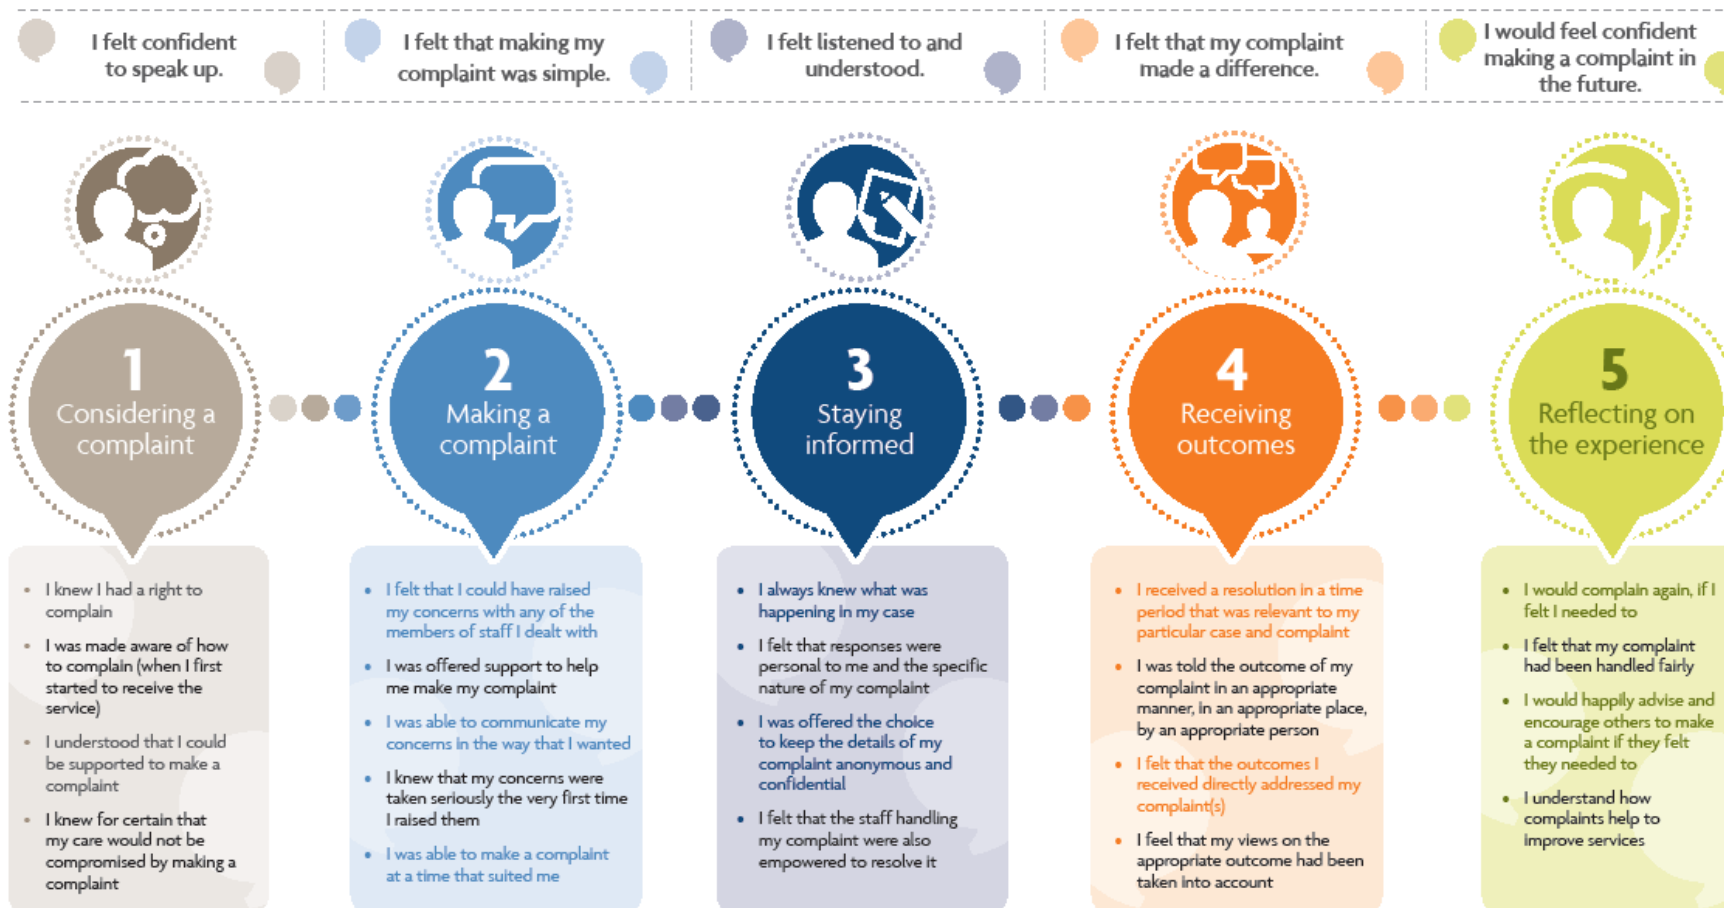 I felt confident
to speak up.
I felt that making my
complaint was simple.
I felt listened to and
understood.
I felt that my complaint
made a difference.
I would feel confident
making a complaint in
the future.
1
Considering a
complaint
2
Making a
complaint
3
Staying
informed
4
Receiving
outcomes
5
Reflecting on
the experience
• I knew I had a right to
complain
• I was made aware of how
to complain (when I first
started to receive the
service)
• I understood that I could
be supported to make a
complaint
• I knew for certain that
my care would not be
compromised by making a
complaint
• I felt that I could have raised
my concerns with any of the
members of staff I dealt with
• I was offered support to help
me make my complaint
• I was able to communicate my
concerns in the way that I wanted
• I knew that my concerns were
taken seriously the very first time
I raised them
• I was able to make a complaint
at a time that suited me
• I always knew what was
happening in my case
• I felt that responses were
personal to me and the specific
nature of my complaint
• I was offered the choice
to keep the details of my
complaint anonymous and
confidential
• I felt that the staff handling
my complaint were also
empowered to resolve it
• I received a resolution in a time
period that was relevant to my
particular case and complaint
• I was told the outcome of my
complaint in an appropriate
manner, in an appropriate place,
by an appropriate person
• I felt that the outcomes I
received directly addressed my
complaint(s)
• I feel that my views on the
appropriate outcome had been
taken into account
• I would complain again, if I
felt I needed to
• I felt that my complaint
had been handled fairly
• I would happily advise and
encourage others to make
a complaint if they felt
they needed to
• I understand how
complaints help to
improve services